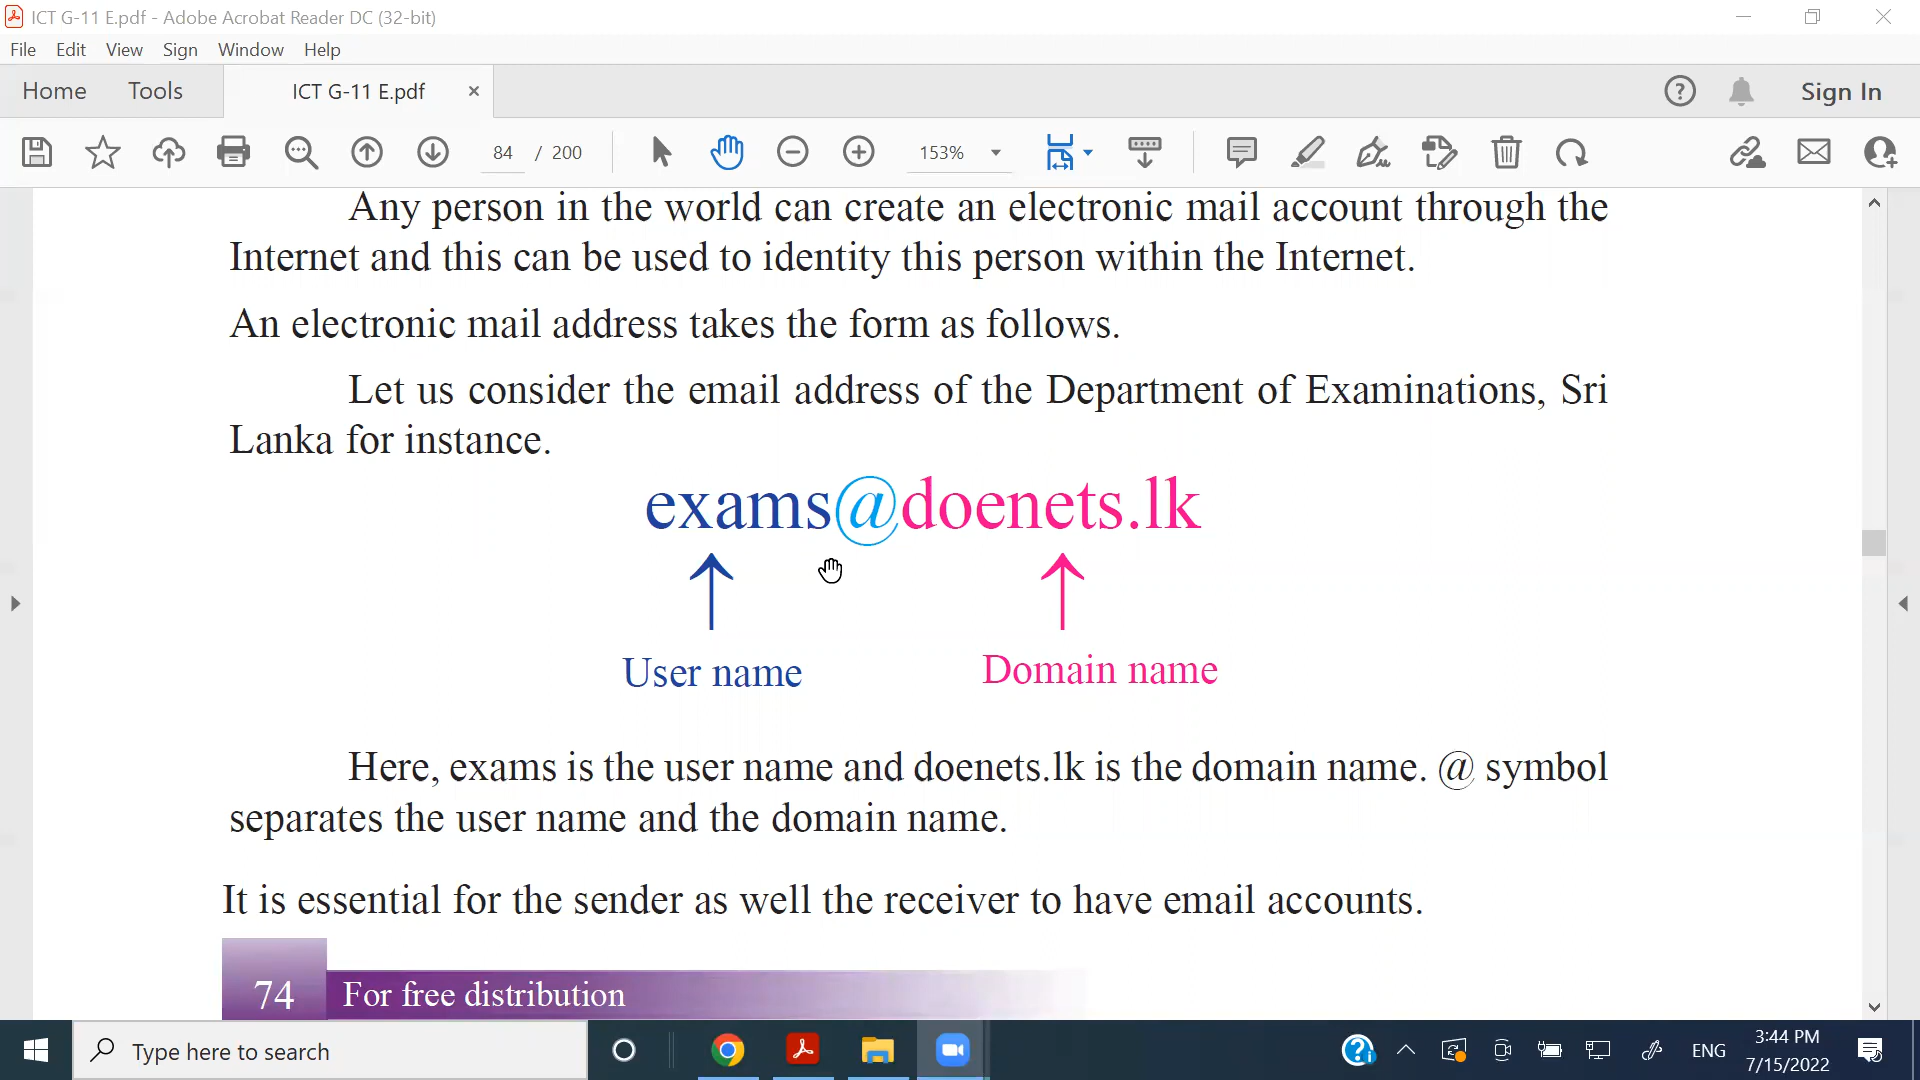 ICT G-11 E.pdf - Adobe Acrobat Reader DC (32-bit)
File Edit View Sign Window Help
Home Tools ICT G-11 E.pdf × Sign In
84 / 200 153%
Any person in the world can create an electronic mail account through the
Internet and this can be used to identity this person within the Internet.
An electronic mail address takes the form as follows.
Let us consider the email address of the Department of Examinations, Sri
Lanka for instance.
exams@doenets.lk
User name Domain name
Here, exams is the user name and doenets.lk is the domain name. @ symbol
separates the user name and the domain name.
It is essential for the sender as well the receiver to have email accounts.
74 For free distribution
Type here to search
ENG
3:44 PM
7/15/2022